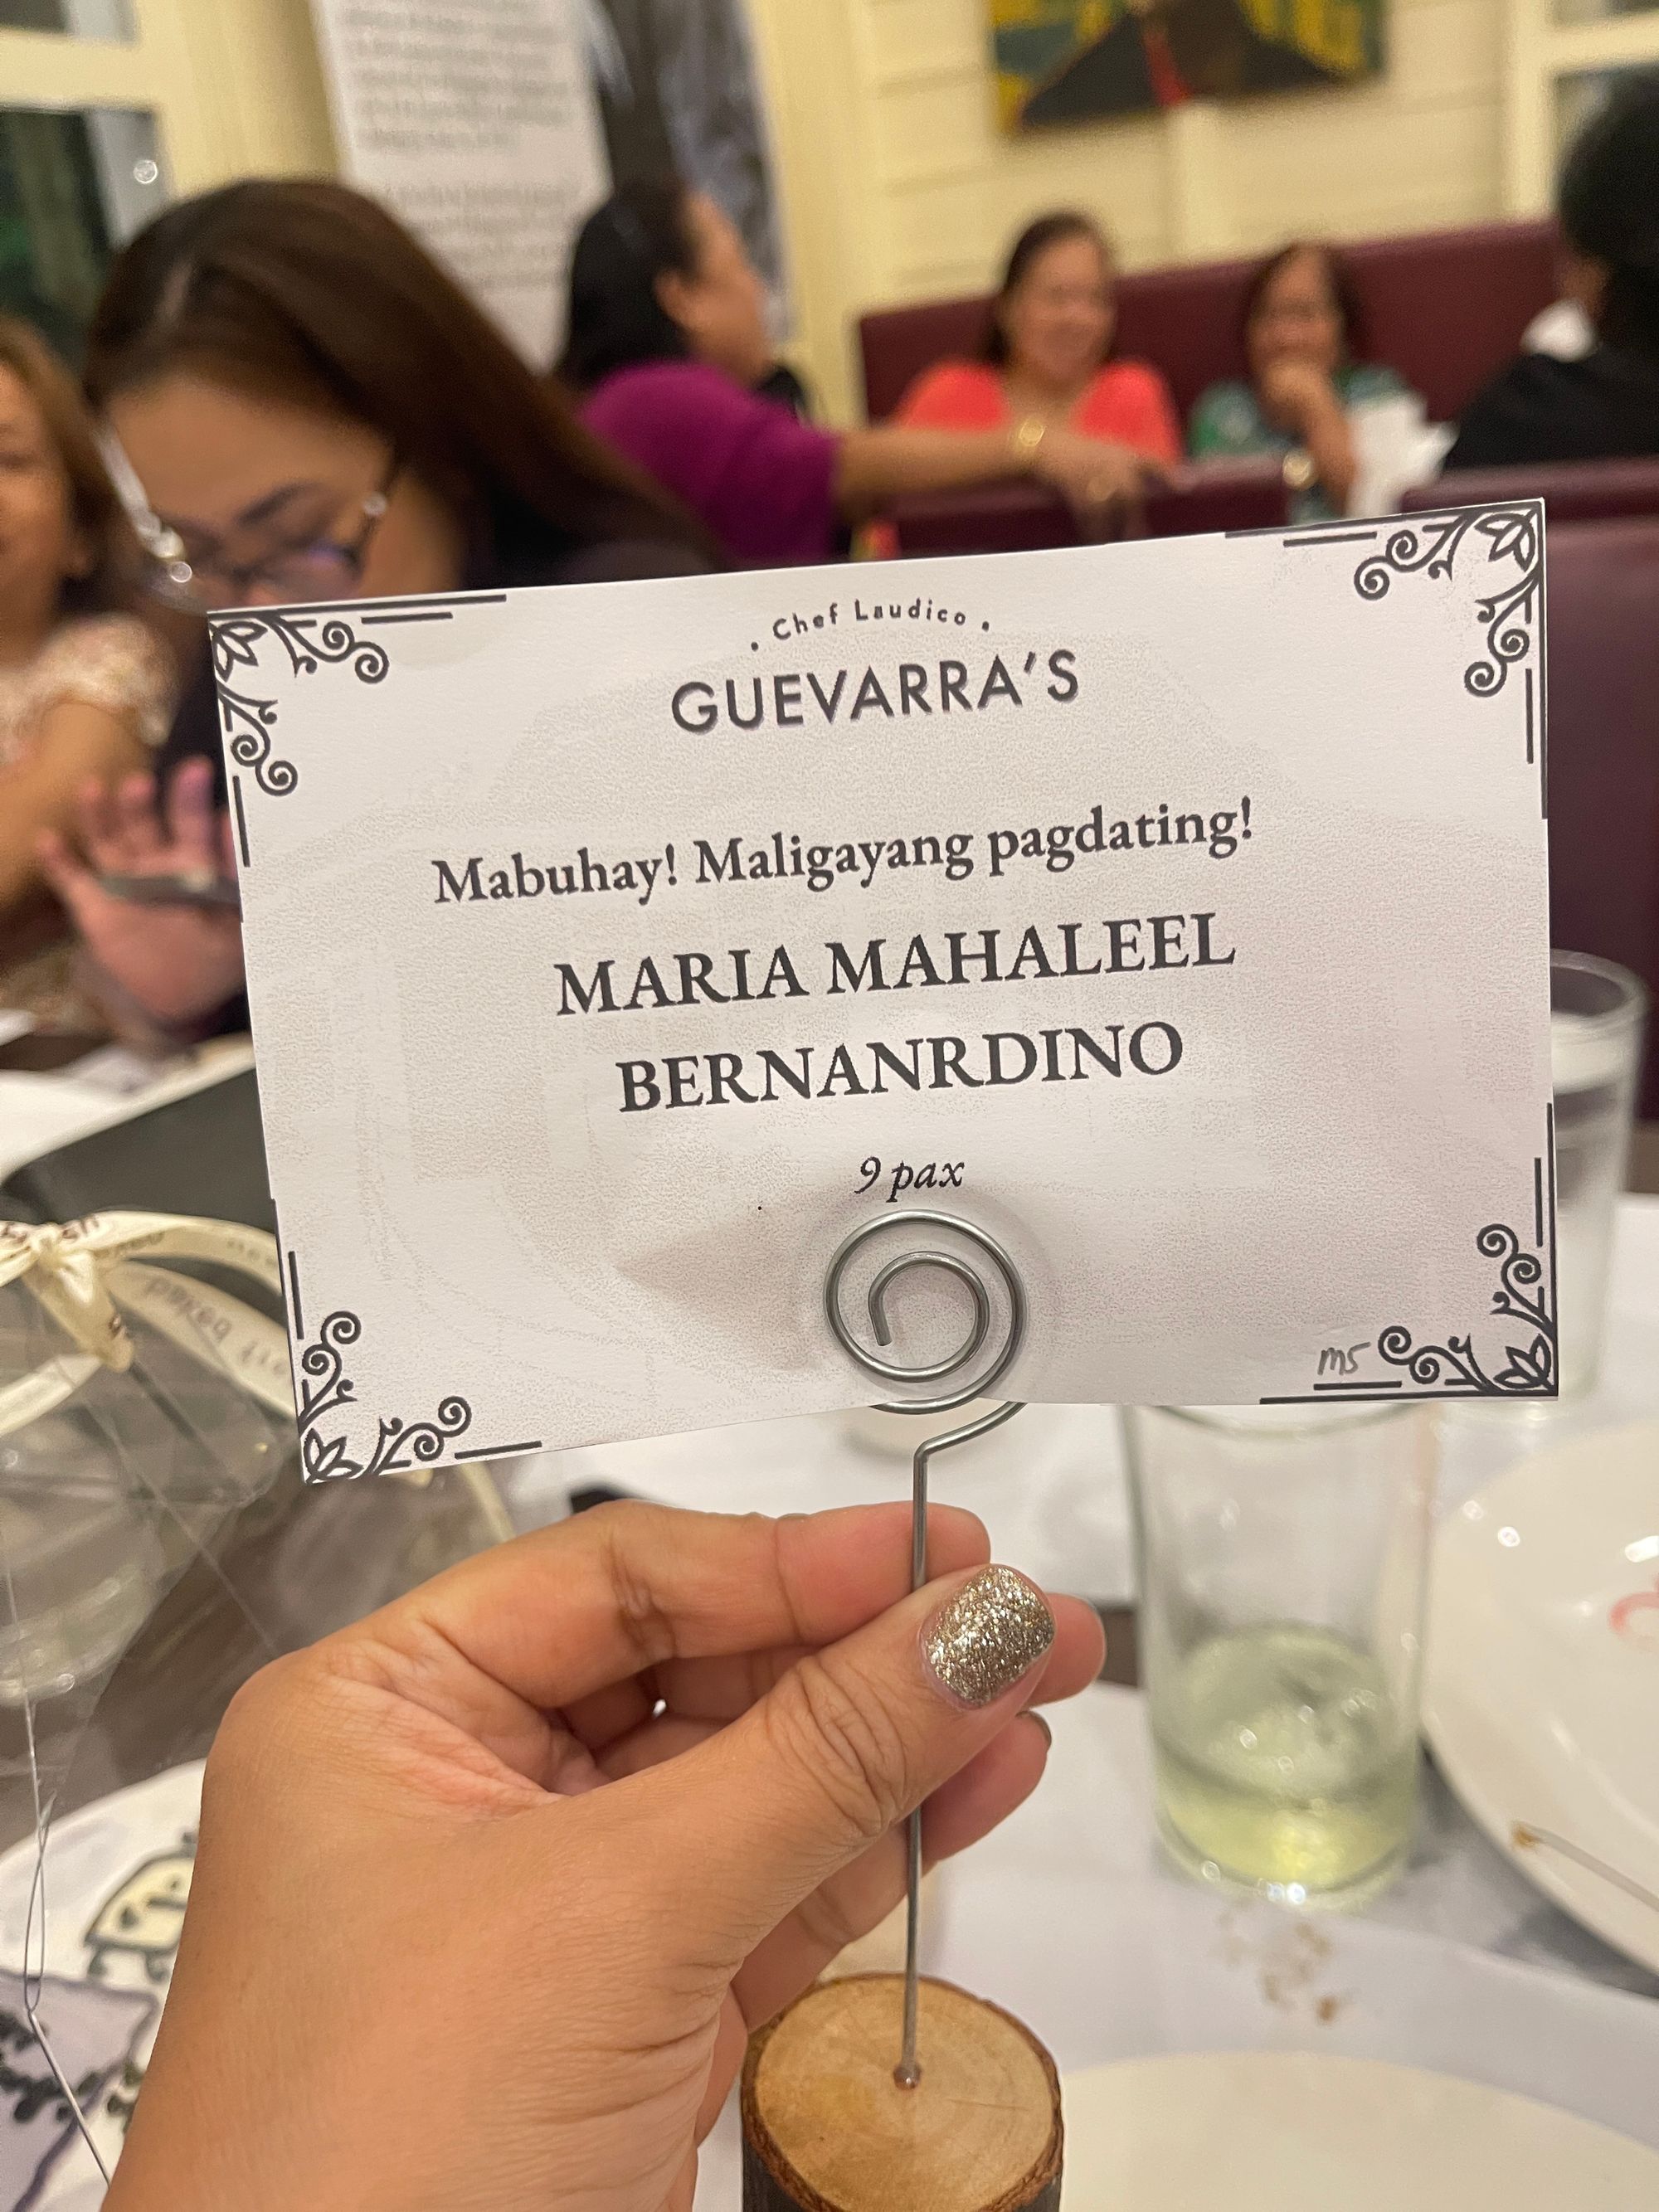 . Chef Laudico .
GUEVARRA'S
Mabuhay! Maligayang pagdating!
MARIA MAHALEEL
BERNANRDINO
9 pax
m5